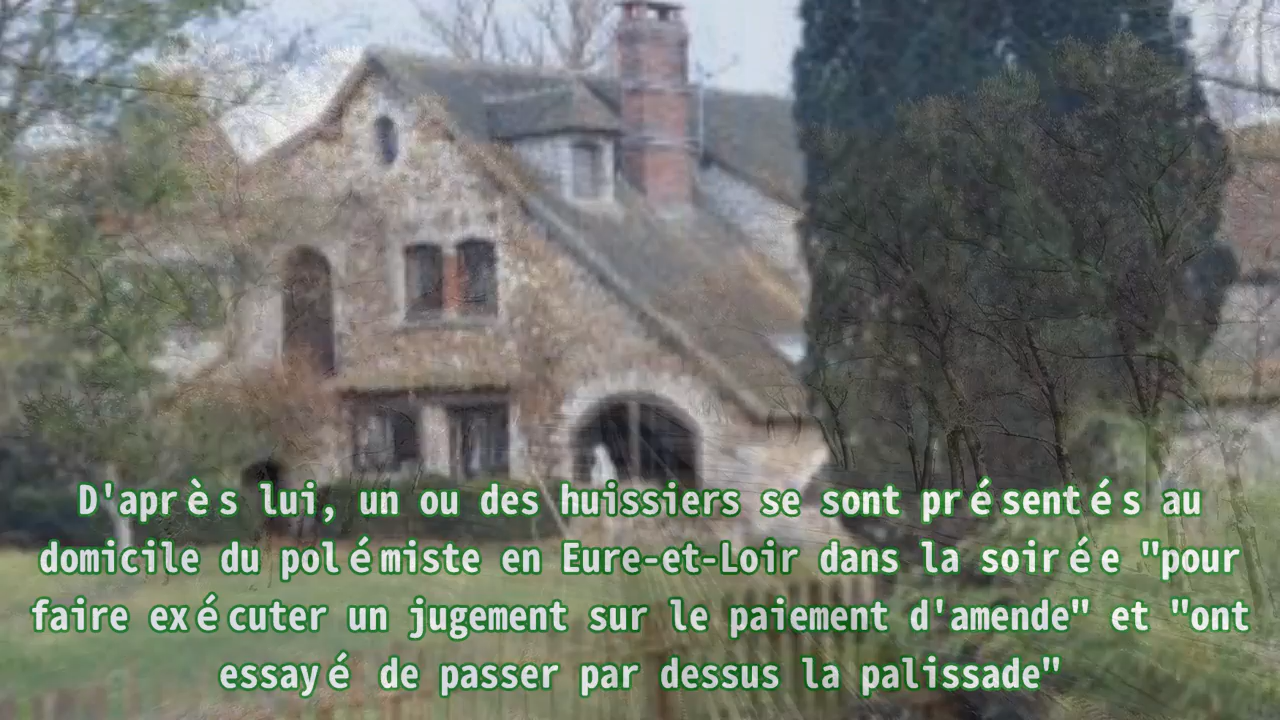 D'après lui, un ou des huissiers se sont présentés au
domicile du polémiste en Eure-et-Loir dans la soirée "pour
faire exécuter un jugement sur le paiement d'amende" et "ont
essayé de passer par dessus la palissade"